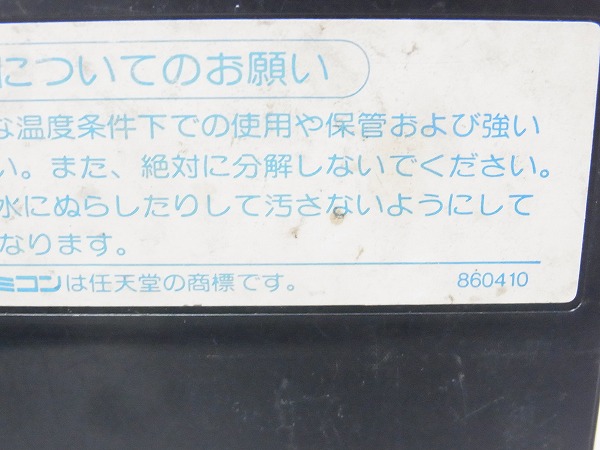 についてのお願い
な温度条件下での使用や保管および強い
い。また、絶対に分解しないでください。
水にぬらしたりして汚さないようにして
なります。
ミコンは任天堂の商標です。 860410